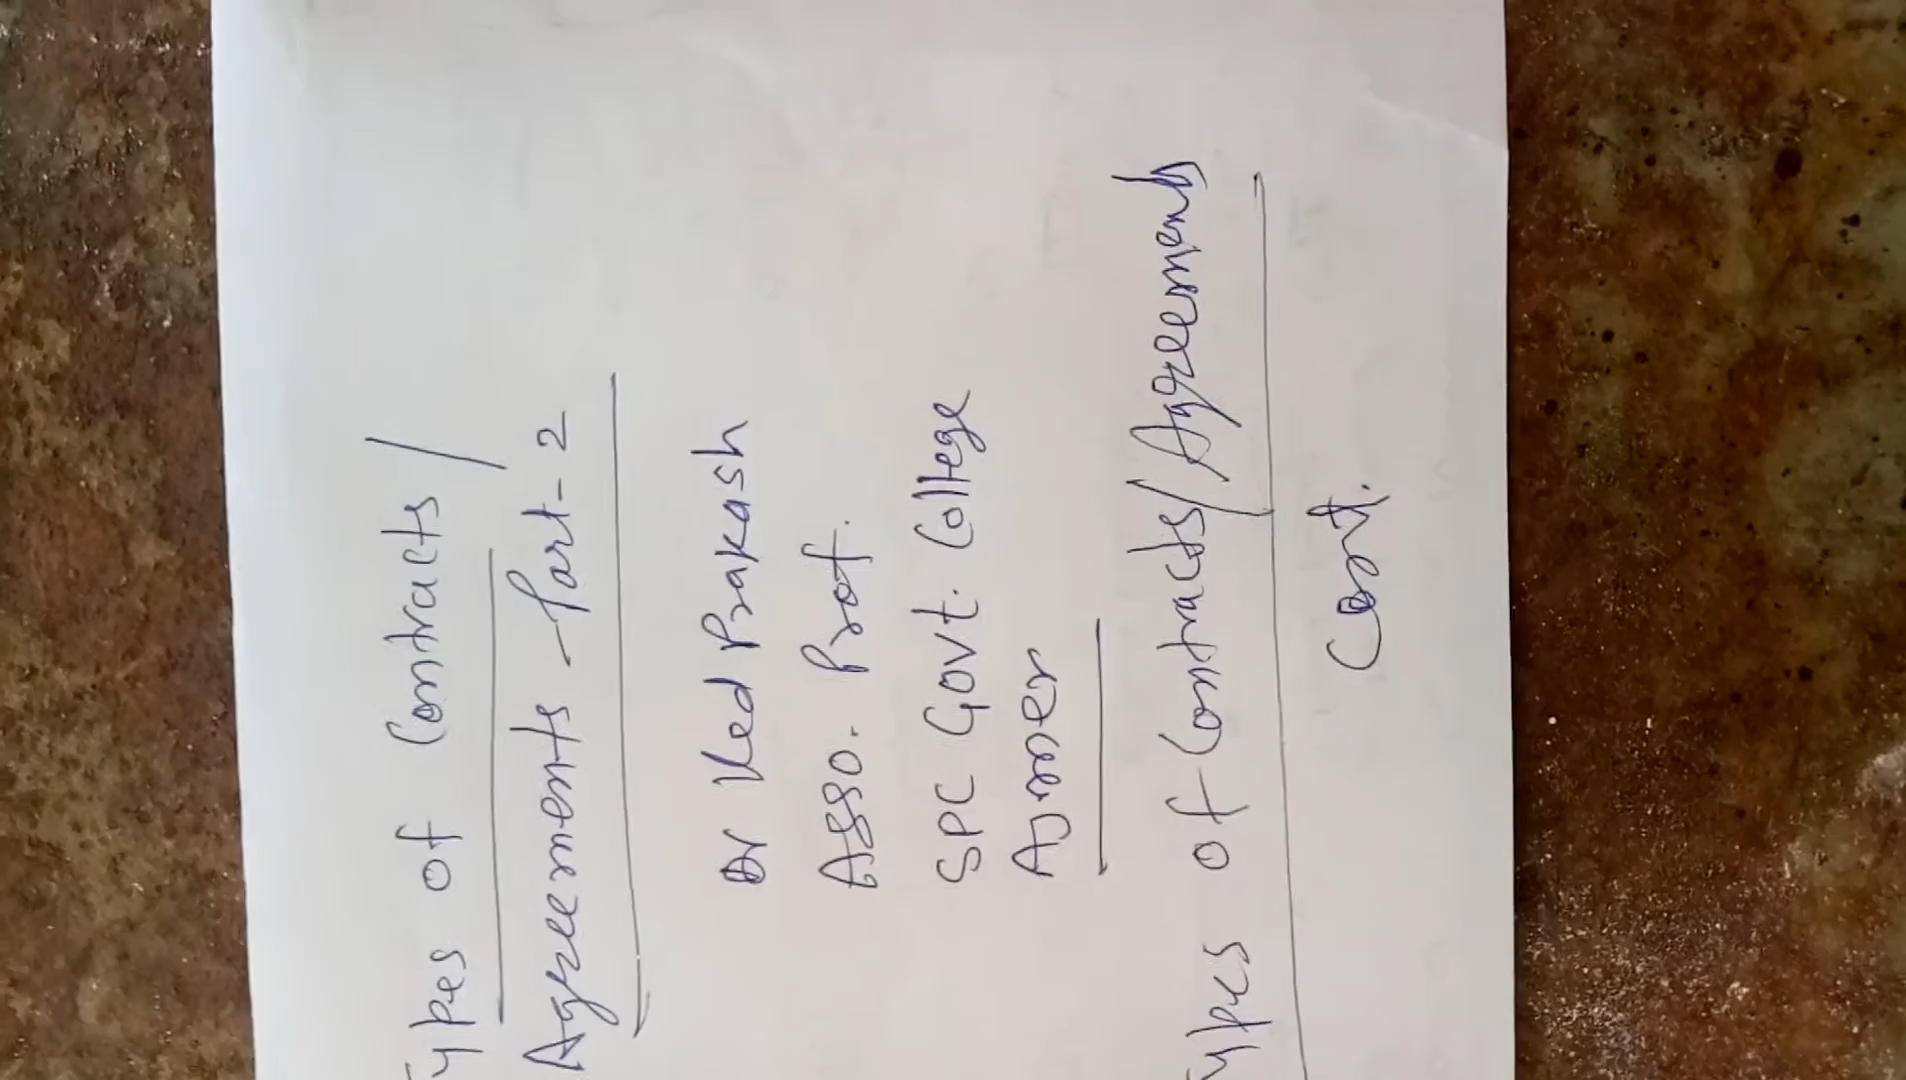 Types of Contracts/
Agreements - Part-2
Dr Ved Prakash
Asso. Prof.
SPC Govt. College
Ajmer
Types of Contracts/Agreements
Cont.